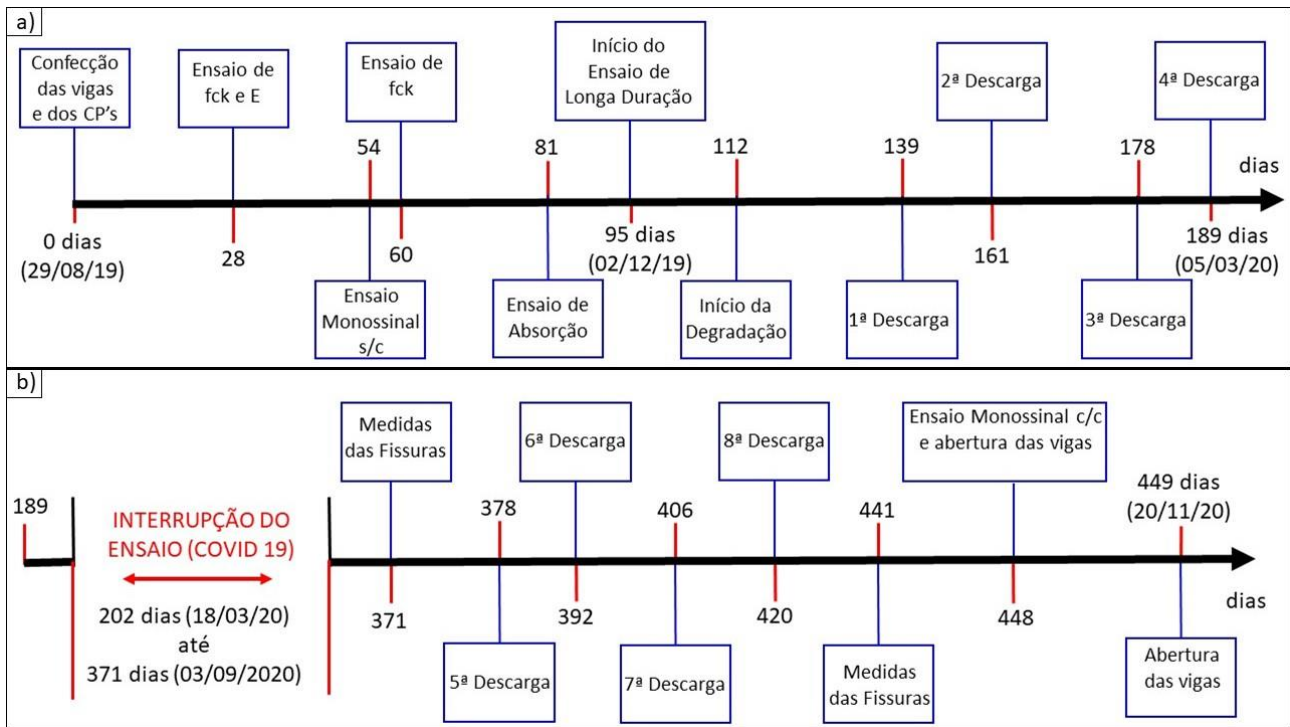 a)
Confecção
das vigas
e dos CP's
Ensaio de
fck e E
Ensaio de
fck
Início do
Ensaio de
Longa Duração
2ª Descarga
4ª Descarga
54
81
112
139
178
dias
0 dias
(29/08/19)
28
60
95 dias
(02/12/19)
161
189 dias
(05/03/20)
Ensaio
Monossinal
s/c
Ensaio de
Absorção
Início da
Degradação
1ª Descarga
3ª Descarga
b)
Medidas
das Fissuras
6ª Descarga
8ª Descarga
Ensaio Monossinal c/c
e abertura das vigas
189
INTERRUPÇÃO DO
ENSAIO (COVID 19)
202 dias (18/03/20)
até
371 dias (03/09/2020)
378
406
441
449 dias
(20/11/20)
371
392
420
448
dias
5ª Descarga
7ª Descarga
Medidas
das Fissuras
Abertura
das vigas